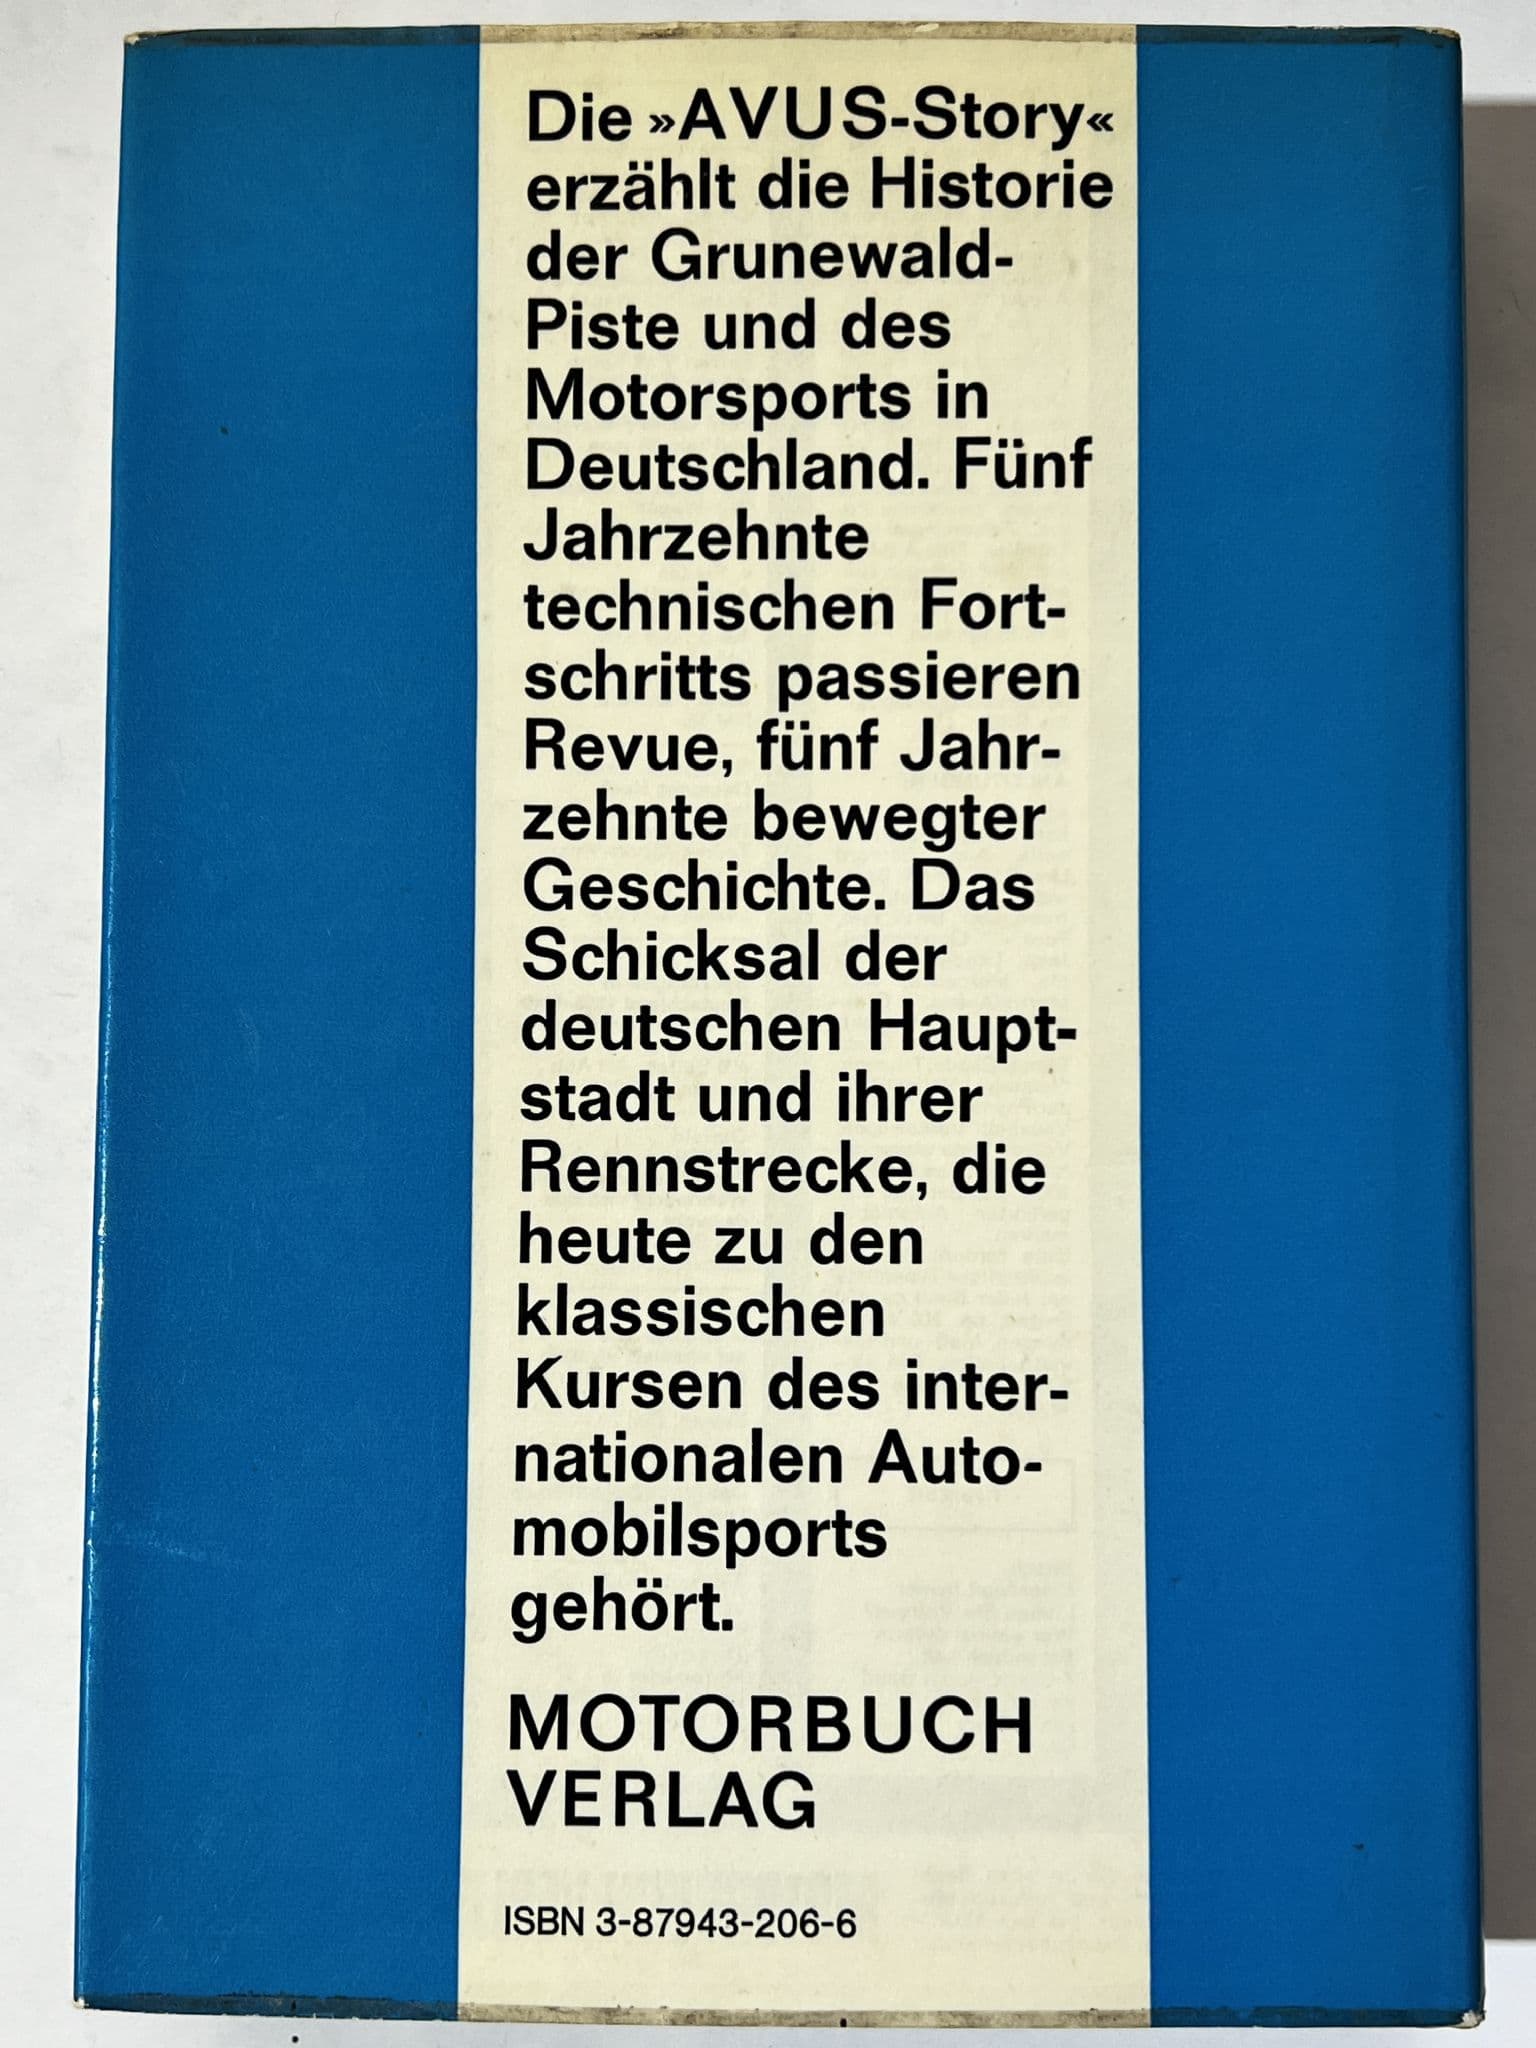 Die »AVUS-Story«
erzählt die Historie
der Grunewald-
Piste und des
Motorsports in
Deutschland. Fünf
Jahrzehnte
technischen Fort-
schritts passieren
Revue, fünf Jahr-
zehnte bewegter
Geschichte. Das
Schicksal der
deutschen Haupt-
stadt und ihrer
Rennstrecke, die
heute zu den
klassischen
Kursen des inter-
nationalen Auto-
mobilsports
gehört.
MOTORBUCH
VERLAG
ISBN 3-87943-206-6